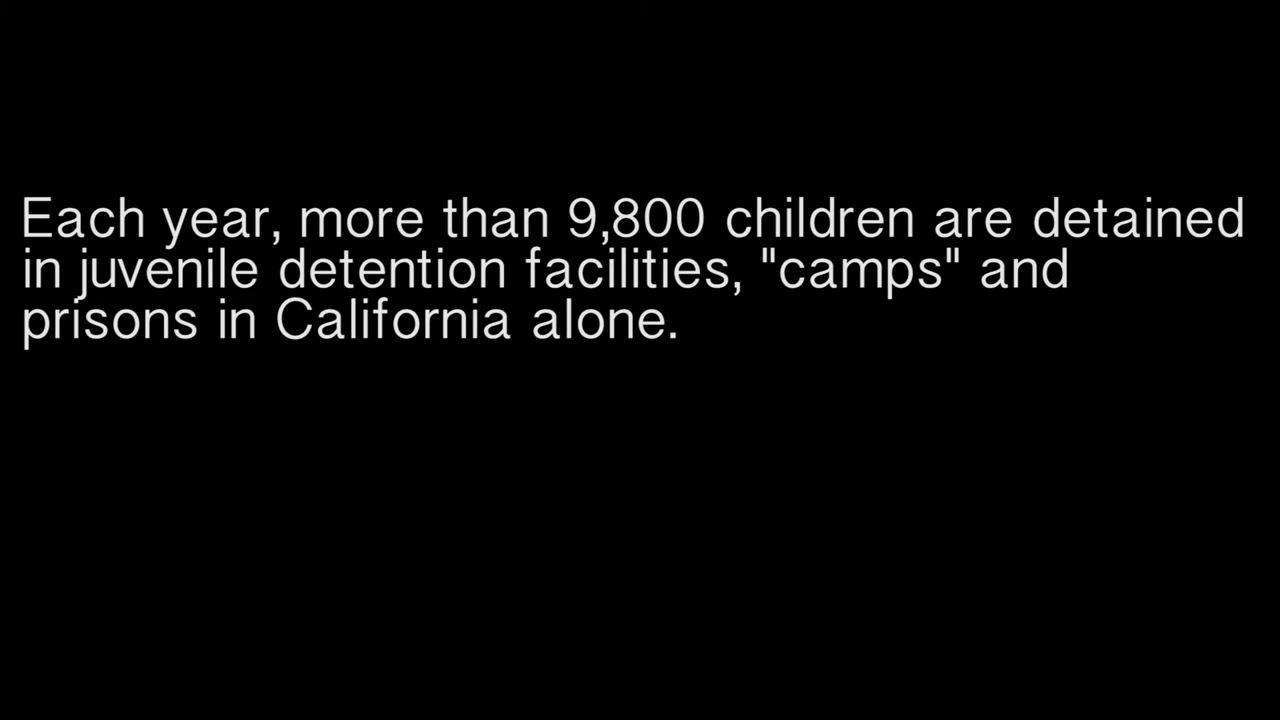 Each year, more than 9,800 children are detained
in juvenile detention facilities, "camps" and
prisons in California alone.